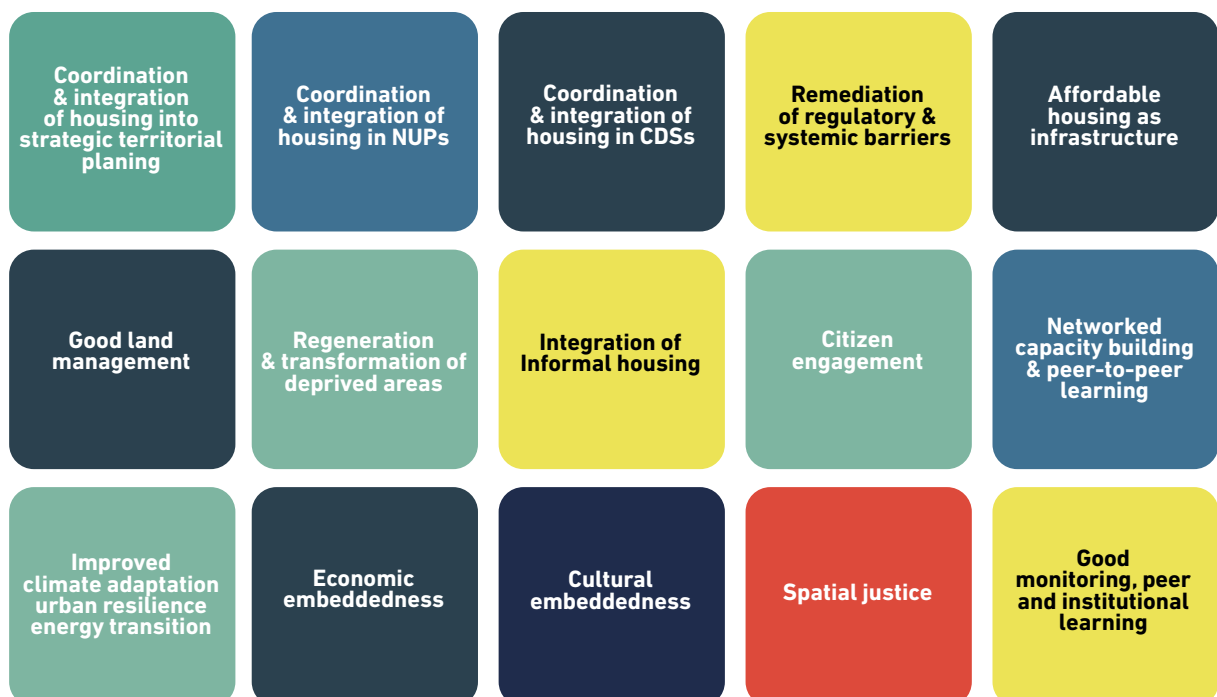 Coordination
& integration
of housing into
strategic territorial
planing
Coordination
& integration of
housing in NUPs
Coordination
& integration of
housing in CDSs
Remediation
of regulatory &
systemic barriers
Affordable
housing as
infrastructure
Good land
management
Regeneration
& transformation of
deprived areas
Integration of
Informal housing
Citizen
engagement
Networked
capacity building
& peer-to-peer
learning
Improved
climate adaptation
urban resilience
energy transition
Economic
embeddedness
Cultural
embeddedness
Spatial justice
Good
monitoring, peer
and institutional
learning